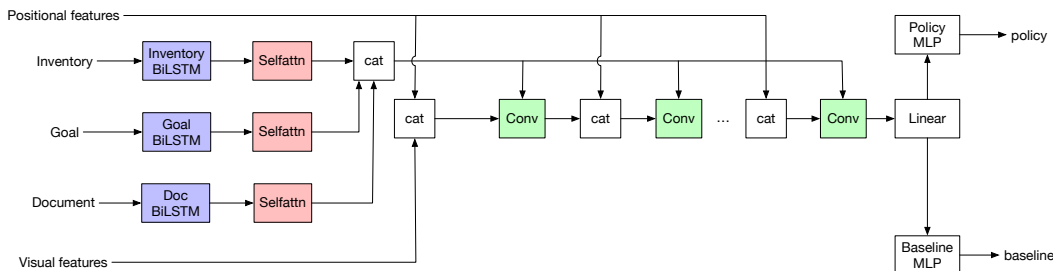 Positional features
Inventory
Inventory
BiLSTM
Selfattn
cat
Policy
MLP
policy
Goal
Goal
BiLSTM
Selfattn
cat
Conv
cat
Conv
...
cat
Conv
Linear
Document
Doc
BiLSTM
Selfattn
Visual features
Baseline
MLP
baseline